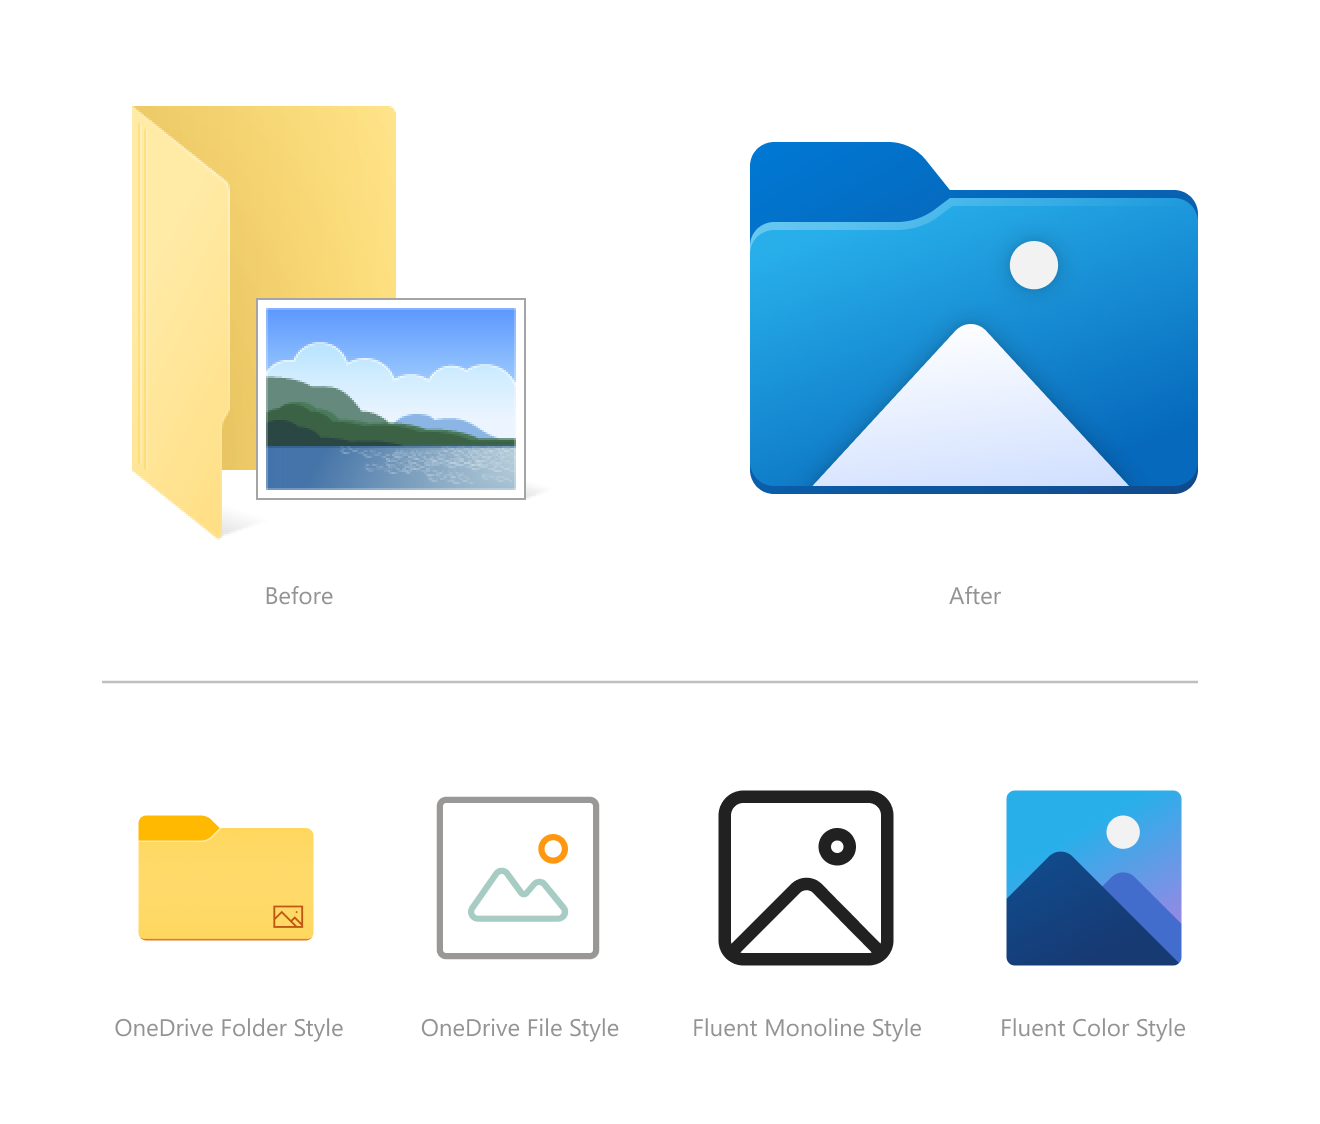 Before
After
OneDrive Folder Style
OneDrive File Style
Fluent Monoline Style
Fluent Color Style